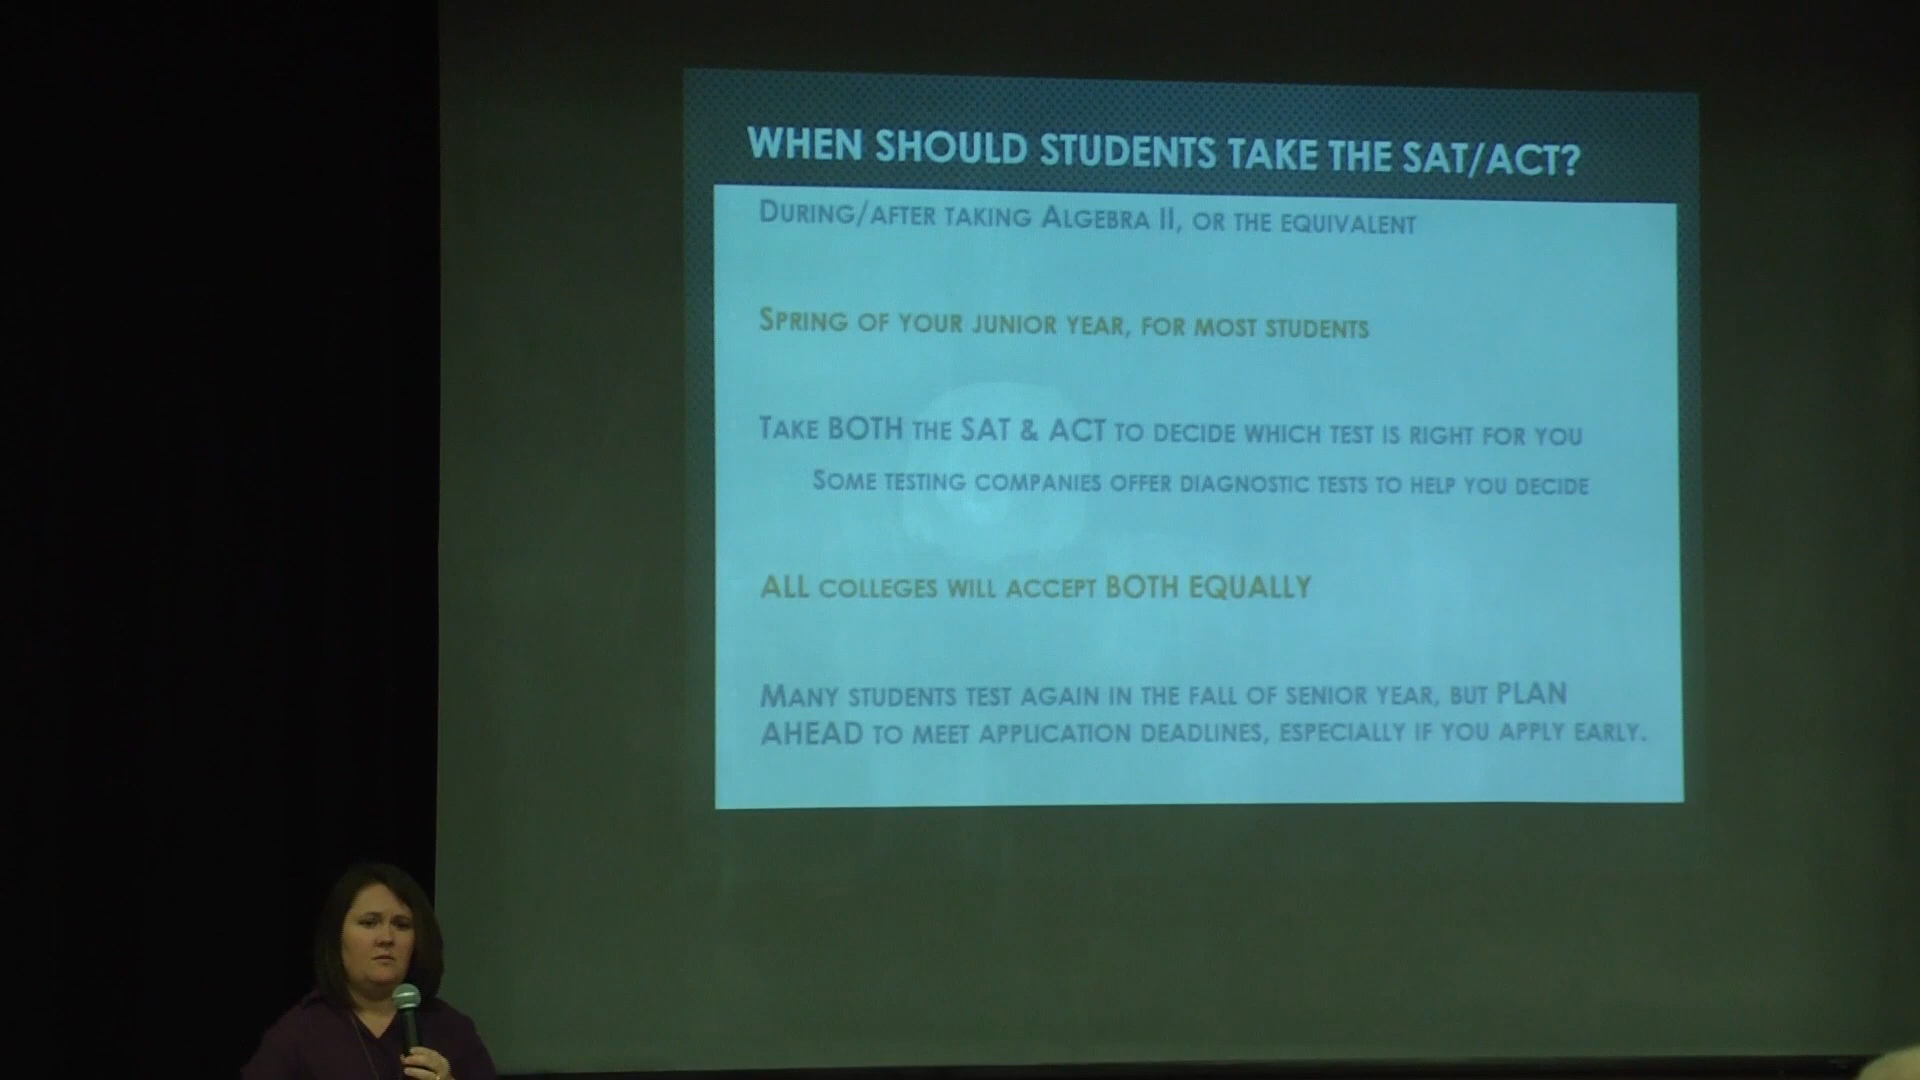 WHEN SHOULD STUDENTS TAKE THE SAT/ACT?
DURING/AFTER TAKING ALGEBRA II, OR THE EQUIVALENT
SPRING OF YOUR JUNIOR YEAR, FOR MOST STUDENTS
TAKE BOTH THE SAT & ACT TO DECIDE WHICH TEST IS RIGHT FOR YOU
SOME TESTING COMPANIES OFFER DIAGNOSTIC TESTS TO HELP YOU DECIDE
ALL COLLEGES WILL ACCEPT BOTH EQUALLY
MANY STUDENTS TEST AGAIN IN THE FALL OF SENIOR YEAR, BUT PLAN
AHEAD TO MEET APPLICATION DEADLINES, ESPECIALLY IF YOU APPLY EARLY.